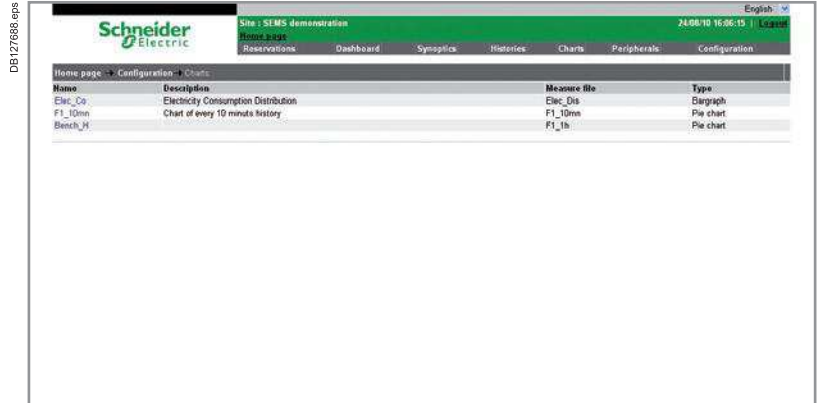 DB127688.eps
English
Schneider Electric
Site : SEMS demonstration
24/08/10 16:06:15 | Logout
Home page
Reservations Dashboard Synoptics Histories Charts Peripherals Configuration
Home page → Configuration → Charts
Name Description Measure file Type
Elec_Co Electricity Consumption Distribution Elec_Dis Bargraph
F1_10mn Chart of every 10 minuts history F1_10mn Pie chart
Bench_H F1_1h Pie chart